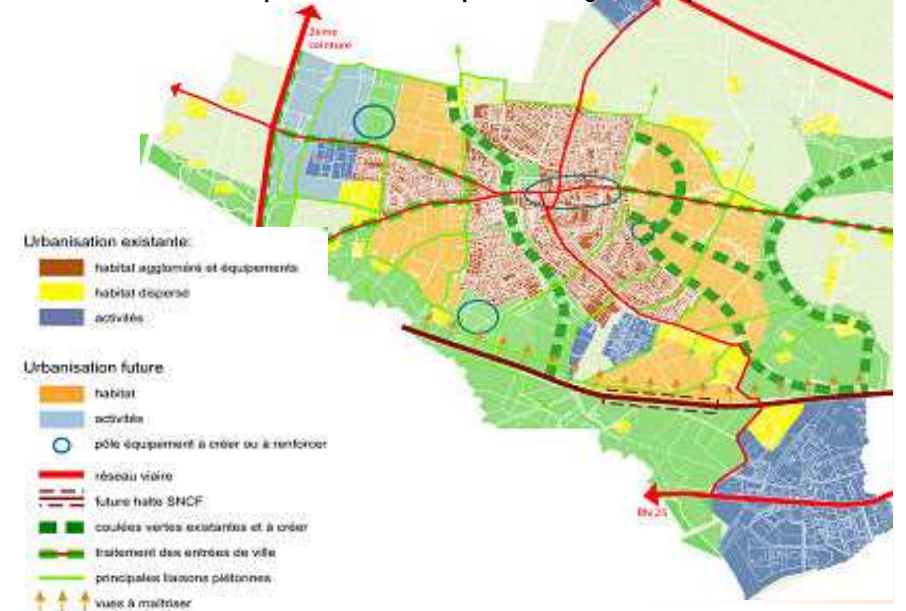 2ème
ceinture
Urbanisation existante:
habitat aggloméré et équipements
habitat dispersé
activités
Urbanisation future
habitat
activités
pôle équipement à créer ou à renforcer
réseau viaire
future halte SNCF
coulées vertes existantes et à créer
traitement des entrées de ville
principales liaisons piétonnes
vues à maîtriser